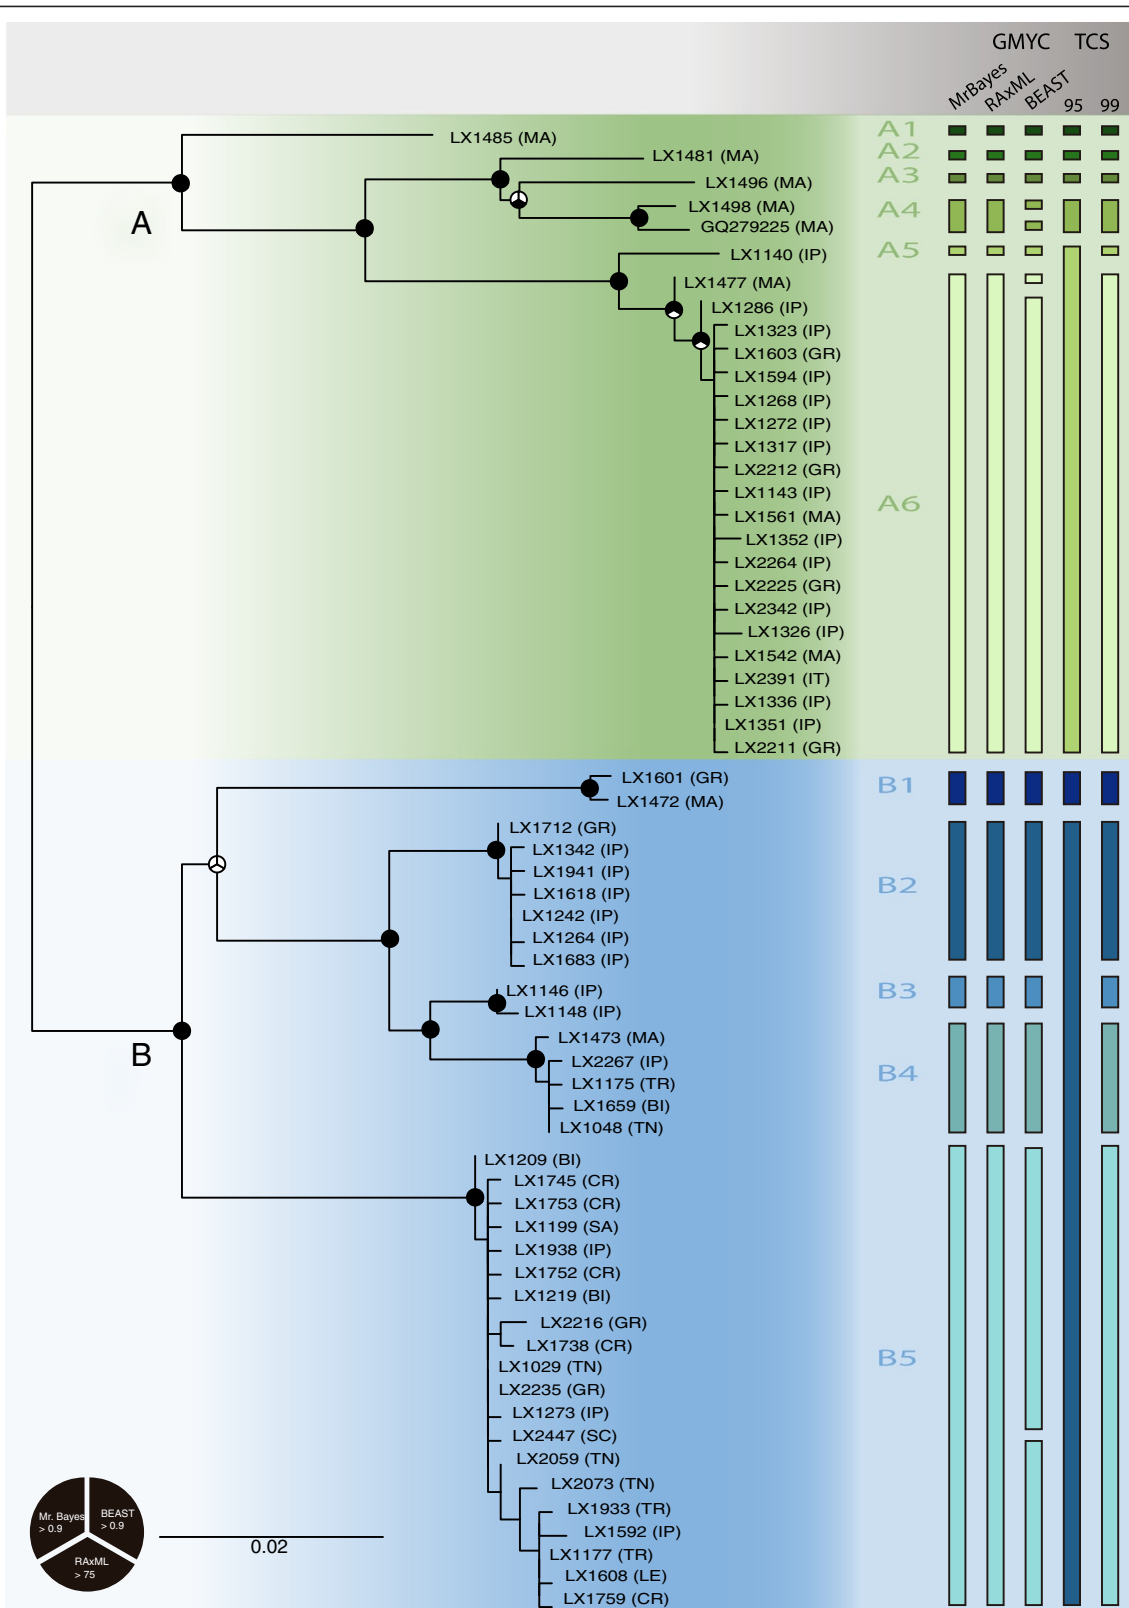 GMYC TCS
MrBayes RAxML BEAST 95 99
A1
LX1485 (MA)
A2
LX1481 (MA)
A3
LX1496 (MA)
LX1498 (MA)
A4
A
GQ279225 (MA)
A5
LX1140 (IP)
LX1477 (MA)
LX1286 (IP)
LX1323 (IP)
LX1603 (GR)
LX1594 (IP)
LX1268 (IP)
LX1272 (IP)
LX1317 (IP)
LX2212 (GR)
LX1143 (IP)
A6
LX1561 (MA)
LX1352 (IP)
LX2264 (IP)
LX2225 (GR)
LX2342 (IP)
LX1326 (IP)
LX1542 (MA)
LX2391 (IT)
LX1336 (IP)
LX1351 (IP)
LX2211 (GR)
LX1601 (GR)
B1
LX1472 (MA)
LX1712 (GR)
LX1342 (IP)
LX1941 (IP)
B2
LX1618 (IP)
LX1242 (IP)
LX1264 (IP)
LX1683 (IP)
LX1146 (IP)
B3
LX1148 (IP)
LX1473 (MA)
B
LX2267 (IP)
B4
LX1175 (TR)
LX1659 (BI)
LX1048 (TN)
LX1209 (BI)
LX1745 (CR)
LX1753 (CR)
LX1199 (SA)
LX1938 (IP)
LX1752 (CR)
LX1219 (BI)
LX2216 (GR)
LX1738 (CR)
B5
LX1029 (TN)
LX2235 (GR)
LX1273 (IP)
LX2447 (SC)
LX2059 (TN)
LX2073 (TN)
LX1933 (TR)
LX1592 (IP)
LX1177 (TR)
LX1608 (LE)
LX1759 (CR)
Mr. Bayes
> 0.9
BEAST
> 0.9
RAxML
> 75
0.02